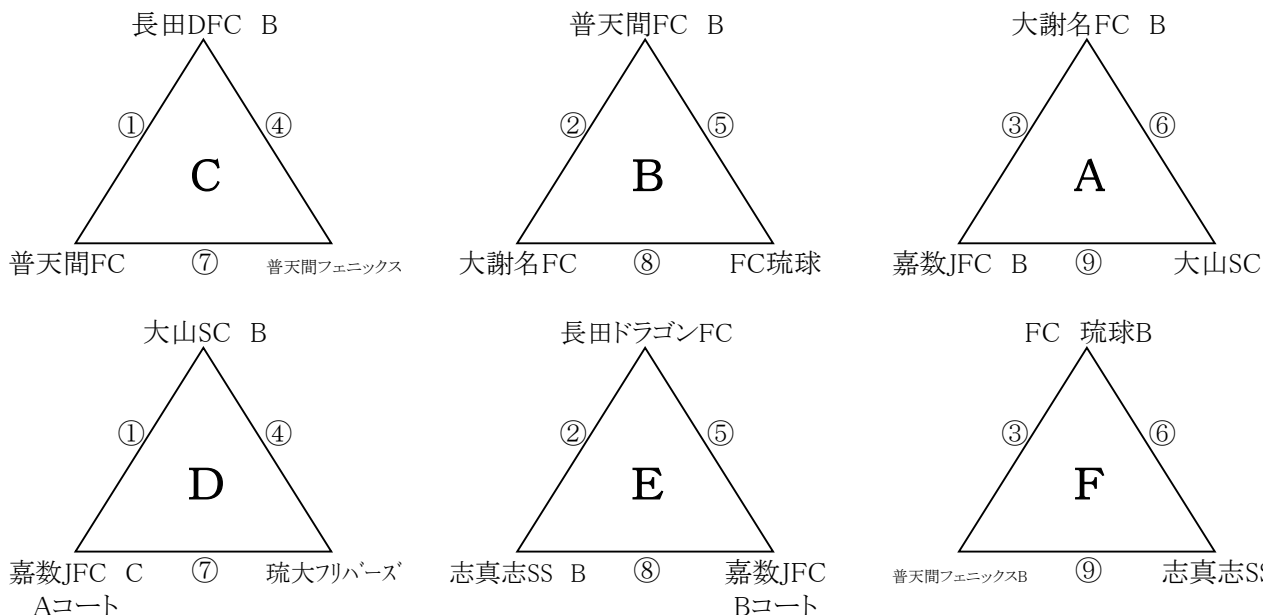 長田DFC B
普天間FC B
大謝名FC B
① ④
② ⑤
③ ⑥
C
B
A
普天間FC ⑦ 普天間フェニックス
大謝名FC ⑧ FC琉球
嘉数JFC B ⑨ 大山SC
大山SC B
長田ドラゴンFC
FC 琉球B
① ④
② ⑤
③ ⑥
D
E
F
嘉数JFC C ⑦ 琉大フリバーズ
志真志SS B ⑧ 嘉数JFC
普天間フェニックスB ⑨ 志真志SS
Aコート
Bコート